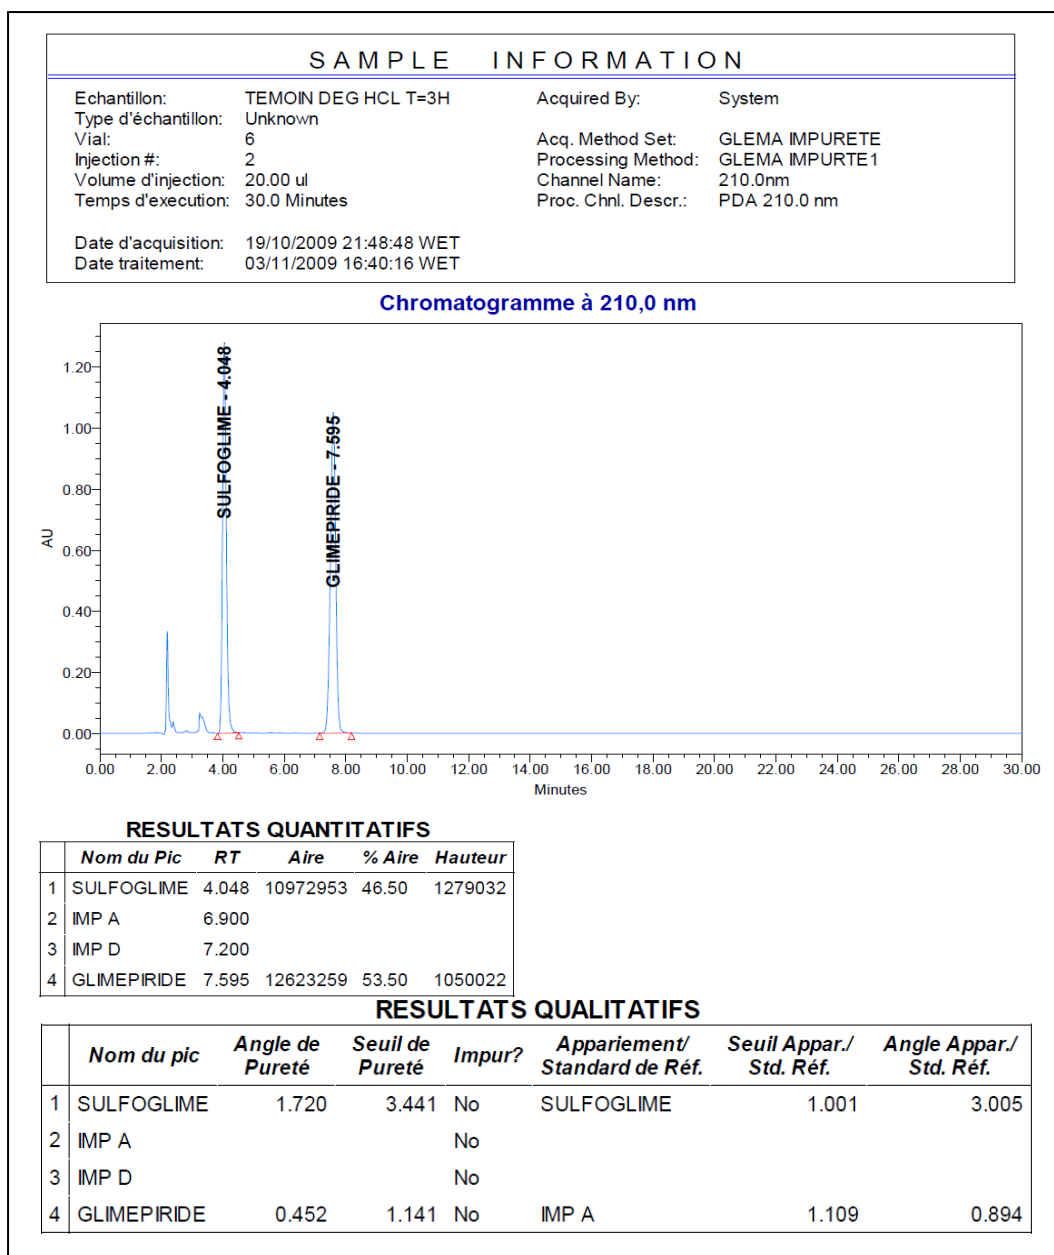 SAMPLE INFORMATION
Echantillon: TEMOIN DEG HCL T=3H Acquired By: System
Type d'échantillon: Unknown
Vial: 6 Acq. Method Set: GLEMA IMPURETE
Injection #: 2 Processing Method: GLEMA IMPURTE1
Volume d'injection: 20.00 ul Channel Name: 210.0nm
Temps d'execution: 30.0 Minutes Proc. Chnl. Descr.: PDA 210.0 nm
Date d'acquisition: 19/10/2009 21:48:48 WET
Date traitement: 03/11/2009 16:40:16 WET
Chromatogramme à 210,0 nm
SULFOGLIME - 4.048
GLIMEPIRIDE - 7.595
AU
1.20
1.00
0.80
0.60
0.40
0.20
0.00
0.00 2.00 4.00 6.00 8.00 10.00 12.00 14.00 16.00 18.00 20.00 22.00 24.00 26.00 28.00 30.00
Minutes
RESULTATS QUANTITATIFS
Nom du Pic RT Aire % Aire Hauteur
1 SULFOGLIME 4.048 10972953 46.50 1279032
2 IMP A 6.900
3 IMP D 7.200
4 GLIMEPIRIDE 7.595 12623259 53.50 1050022
RESULTATS QUALITATIFS
Nom du pic Angle de Pureté Seuil de Pureté Impur? Appariement/ Standard de Réf. Seuil Appar./ Std. Réf. Angle Appar./ Std. Réf.
1 SULFOGLIME 1.720 3.441 No SULFOGLIME 1.001 3.005
2 IMP A No
3 IMP D No
4 GLIMEPIRIDE 0.452 1.141 No IMP A 1.109 0.894